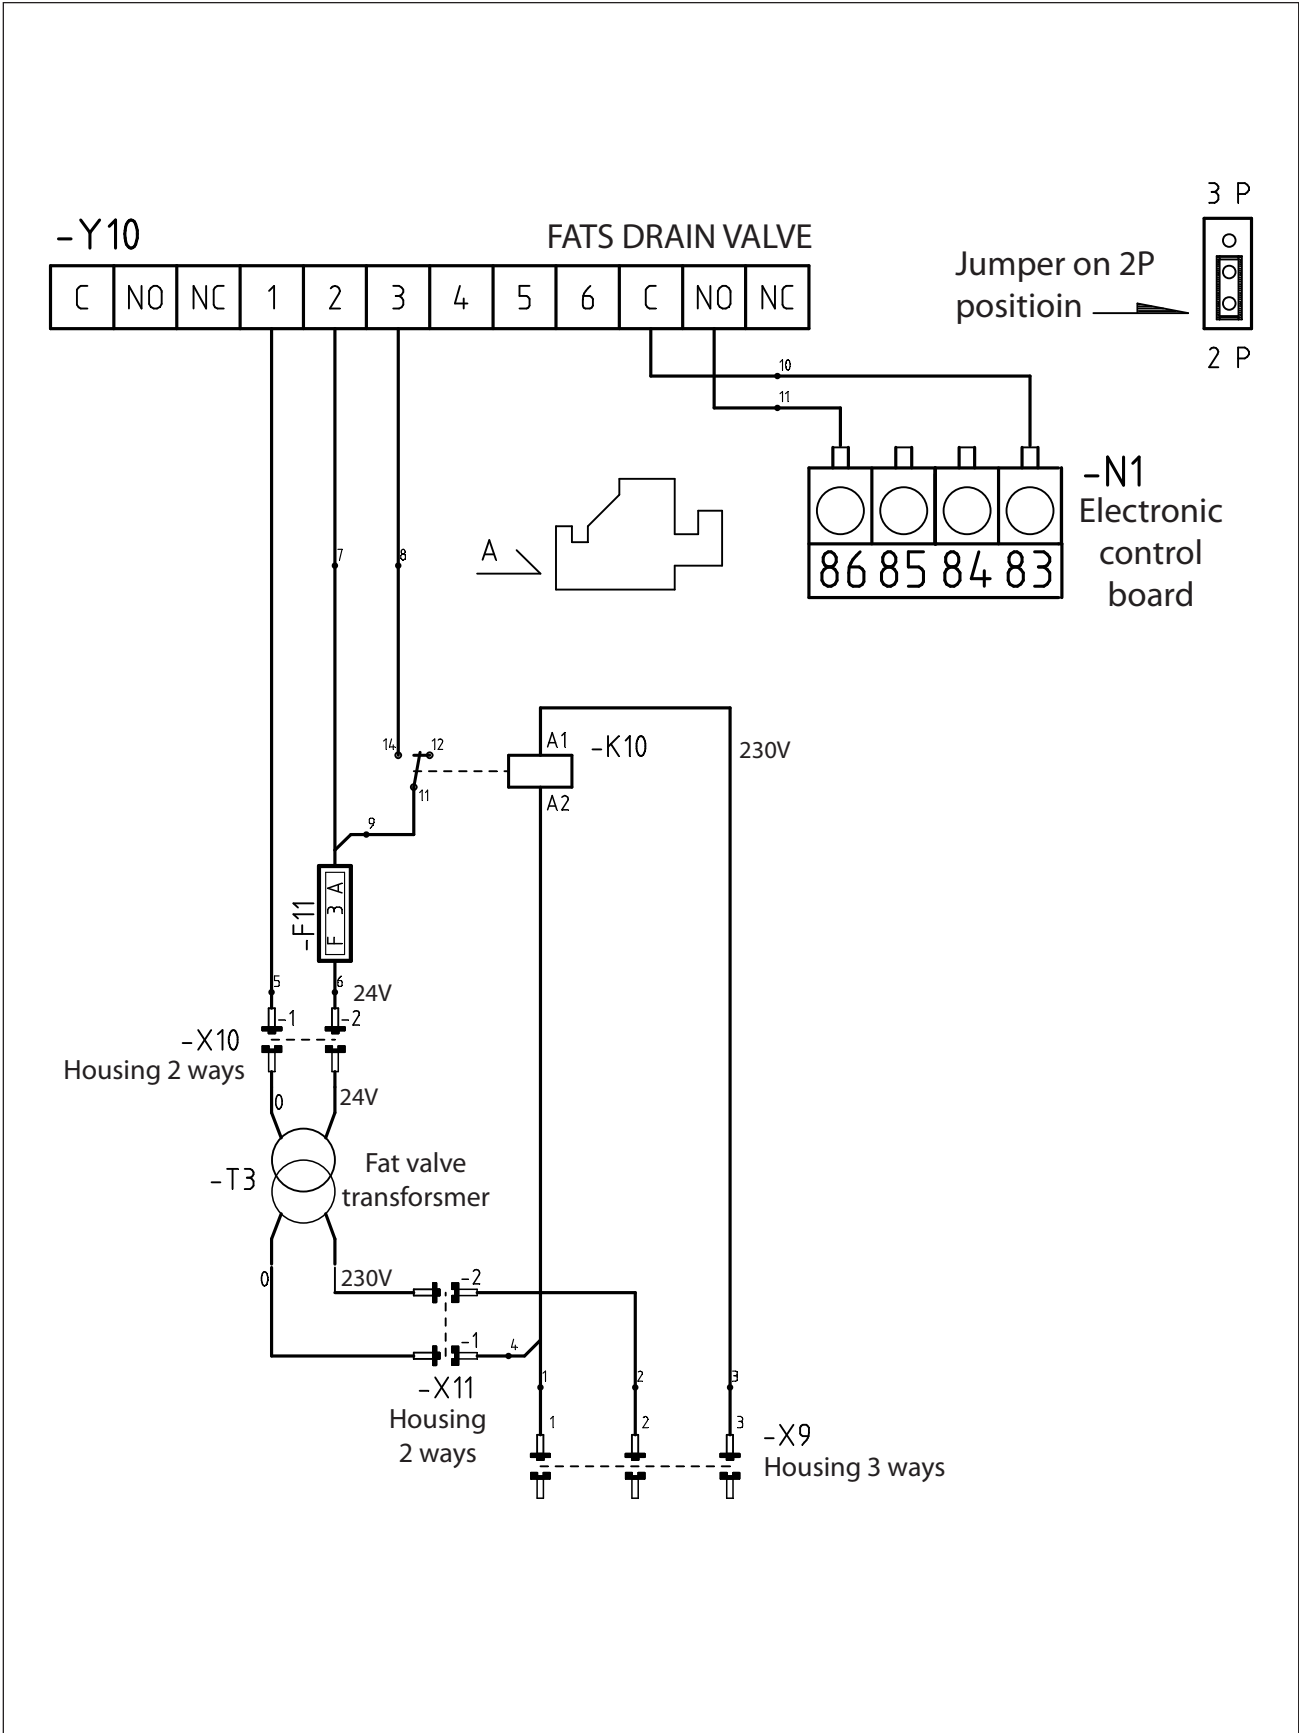 -Y10
FATS DRAIN VALVE
C NO NC 1 2 3 4 5 6 C NO NC
3 P
Jumper on 2P
positioin
2 P
10
11
-N1
Electronic
control
board
86 85 84 83
A
7
8
14
12
11
A1
-K10
A2
230V
9
-F11
F 3 A
5
6
24V
-1
-2
-X10
Housing 2 ways
0
24V
-T3
Fat valve
transforsmer
0
230V
-2
-1
4
-X11
Housing
2 ways
1
2
3
1
2
3
-X9
Housing 3 ways